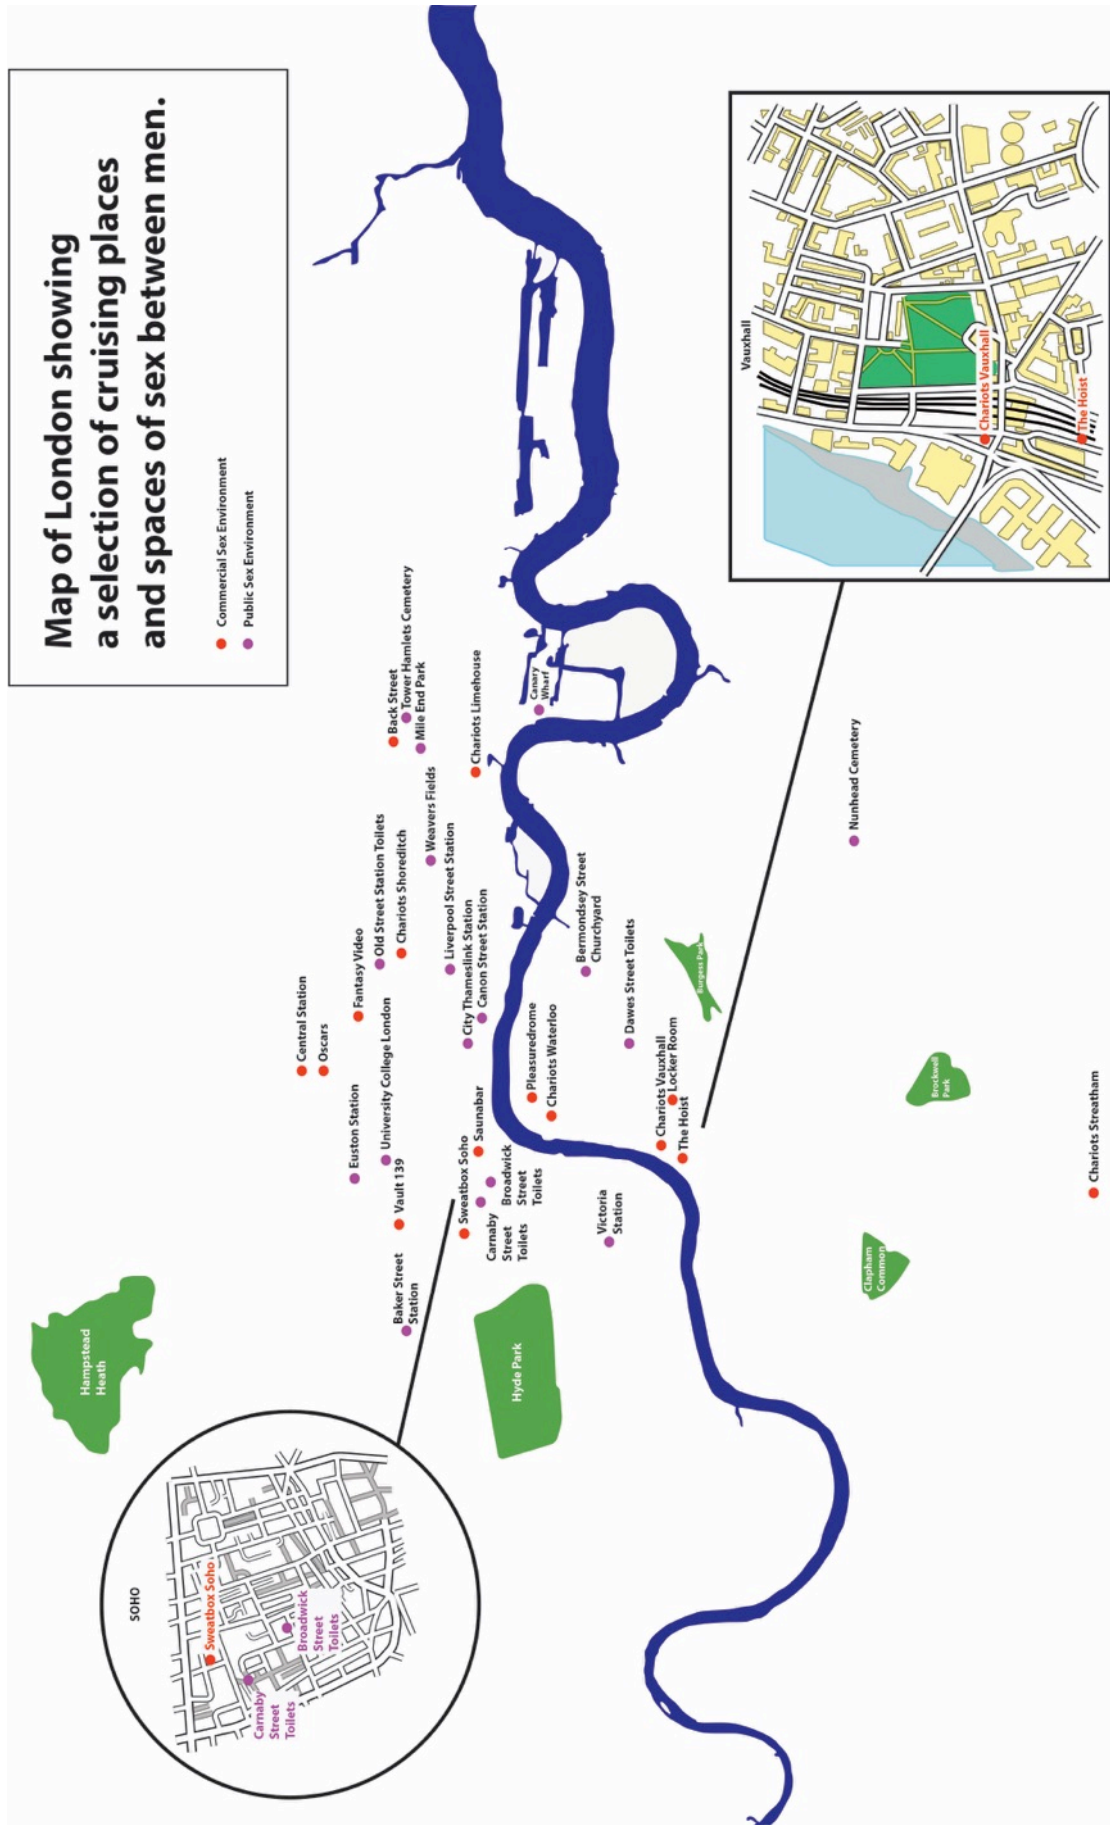 Map of London showing
a selection of cruising places
and spaces of sex between men.
Commercial Sex Environment
Public Sex Environment
Hampstead
Heath
SOHO
Sweatbox Soho
Carnaby
Street
Toilets
Broadwick
Street
Toilets
Central Station
Oscars
Euston Station
Fantasy Video
University College London
Old Street Station Toilets
Vault 139
Chariots Shoreditch
Back Street
Tower Hamlets Cemetery
Mile End Park
Baker Street
Station
Weavers Fields
Liverpool Street Station
City Thameslink Station
Canon Street Station
Chariots Limehouse
Sweatbox Soho
Saunabar
Carnaby
Street
Toilets
Broadwick
Street
Toilets
Hyde Park
Pleasuredrome
Chariots Waterloo
Canary
Wharf
Bermondsey Street
Churchyard
Victoria
Station
Dawes Street Toilets
Chariots Vauxhall
Locker Room
The Hoist
Burgess Park
Nunhead Cemetery
Clapham
Common
Brockwell
Park
Chariots Streatham
Vauxhall
Chariots Vauxhall
The Hoist